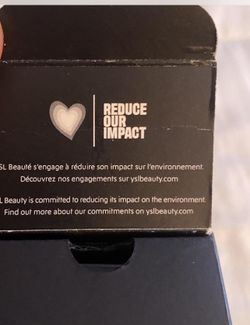 REDUCE
OUR
IMPACT
SL Beauté s'engage à réduire son impact sur l'environnement.
Découvrez nos engagements sur yslbeauty.com
L Beauty is committed to reducing its impact on the environment.
Find out more about our commitments on yslbeauty.com